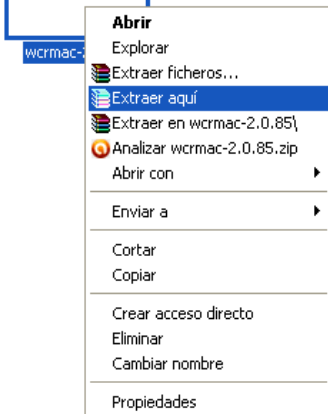 wcrmac-
Abrir
Explorar
Extraer ficheros...
Extraer aquí
Extraer en wcrmac-2.0.85\
Analizar wcrmac-2.0.85.zip
Abrir con
Enviar a
Cortar
Copiar
Crear acceso directo
Eliminar
Cambiar nombre
Propiedades